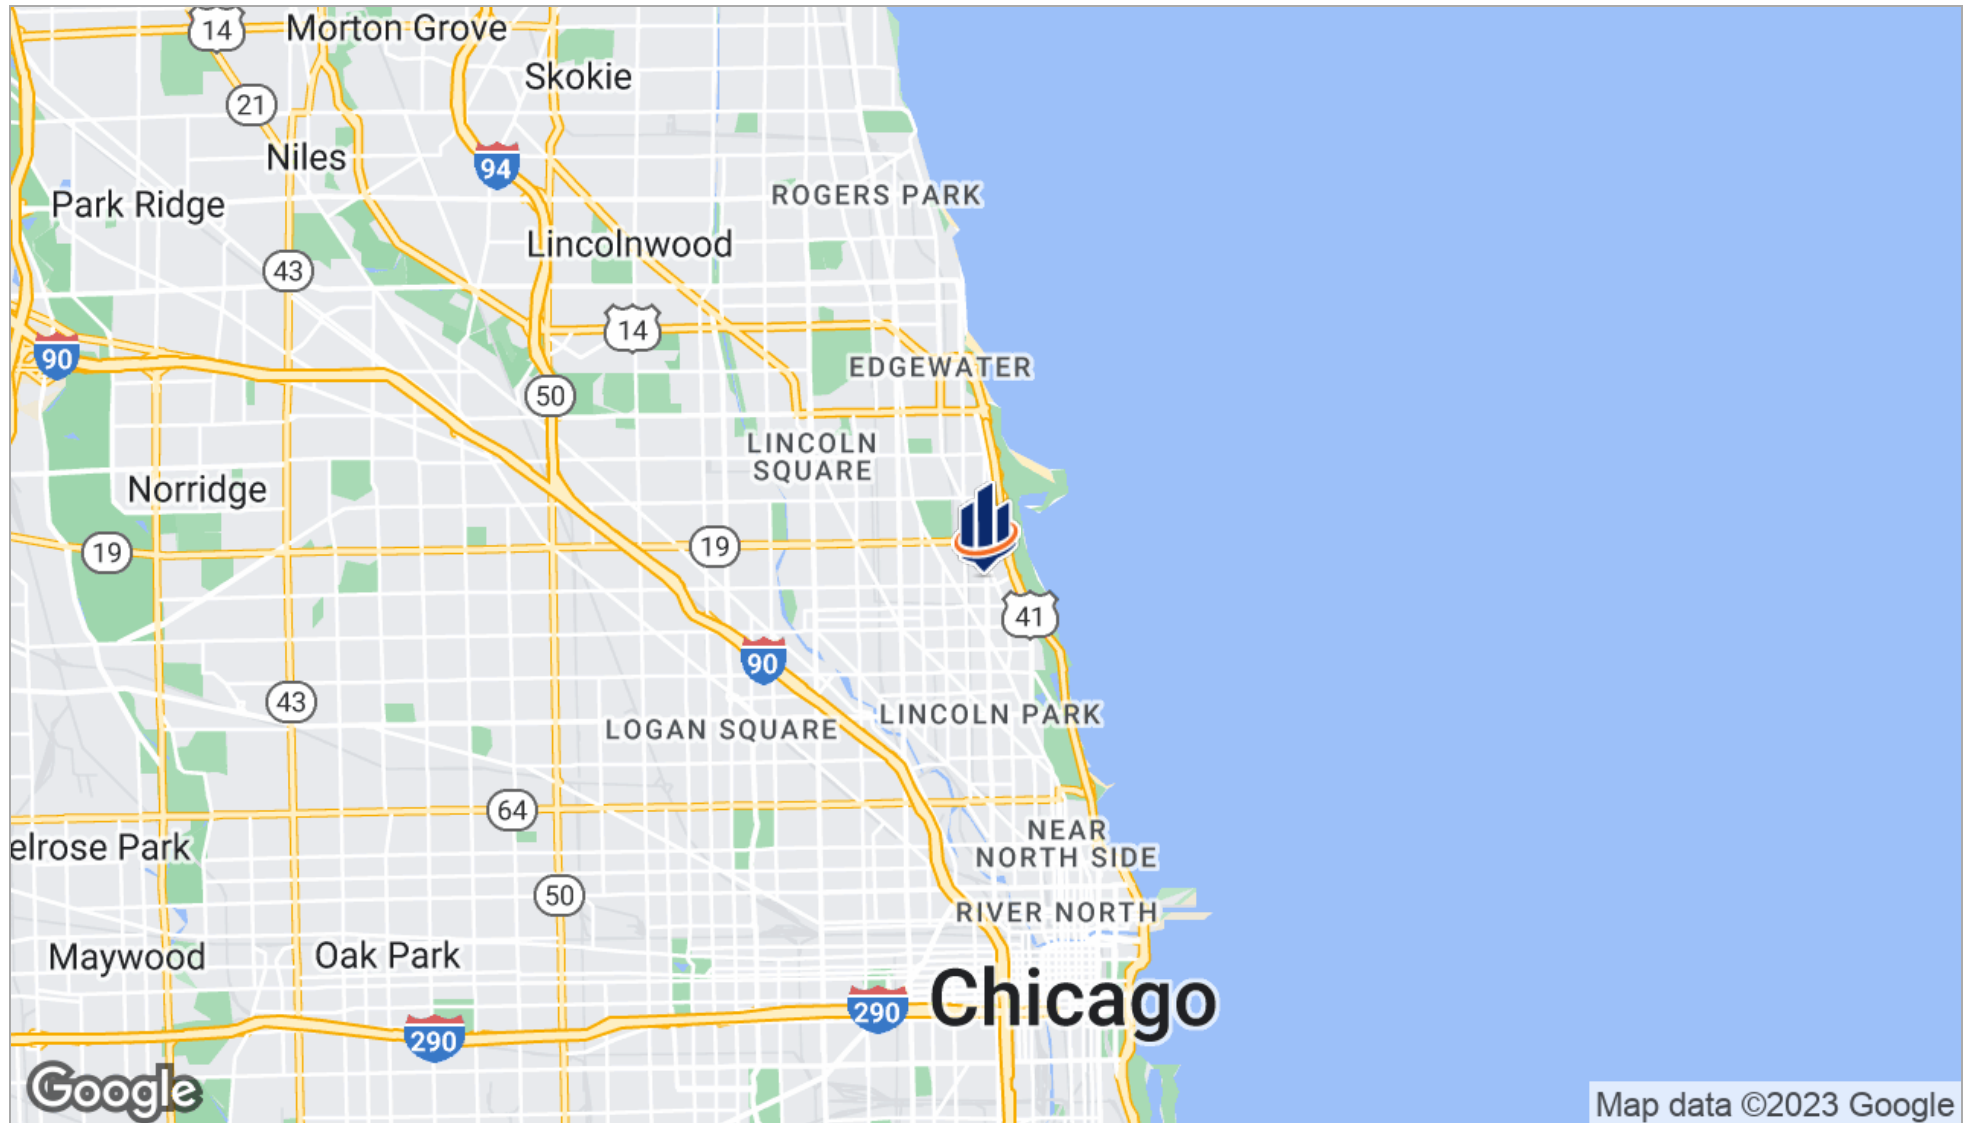 14
Morton Grove
Skokie
21
Niles
94
ROGERS PARK
Park Ridge
Lincolnwood
43
14
90
EDGEWATER
50
LINCOLN
SQUARE
Norridge
19
19
41
90
43
LOGAN SQUARE
LINCOLN PARK
64
NEAR
NORTH SIDE
elrose Park
50
RIVER NORTH
Maywood
Oak Park
Chicago
290
290
Google
Map data ©2023 Google